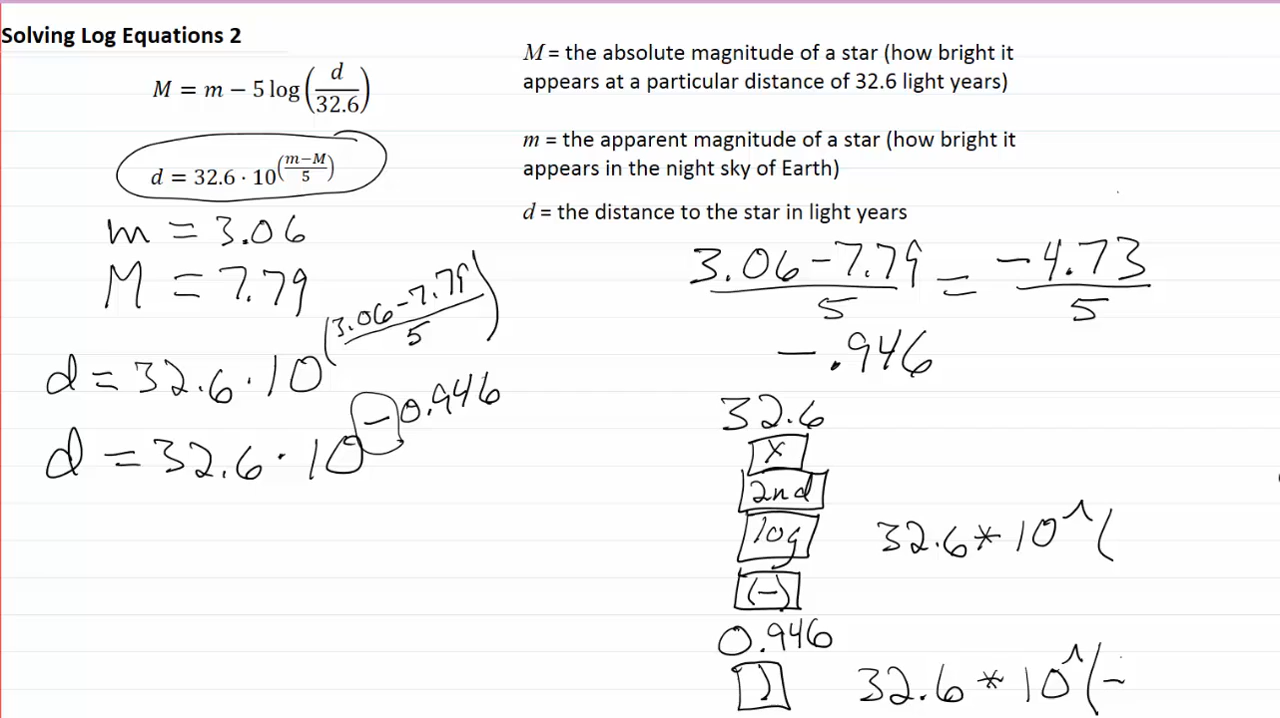 Solving Log Equations 2
M = m − 5 log(d/32.6)
d = 32.6 · 10^((m−M)/5)
m = 3.06
M = 7.79
d = 32.6 · 10^((3.06−7.79)/5)
d = 32.6 · 10^−0.946
M = the absolute magnitude of a star (how bright it
appears at a particular distance of 32.6 light years)
m = the apparent magnitude of a star (how bright it
appears in the night sky of Earth)
d = the distance to the star in light years
(3.06 − 7.79)/5 = −4.73/5
−.946
32.6
x
2nd
log
32.6 * 10^(
(−)
0.946
)
32.6 * 10^(−